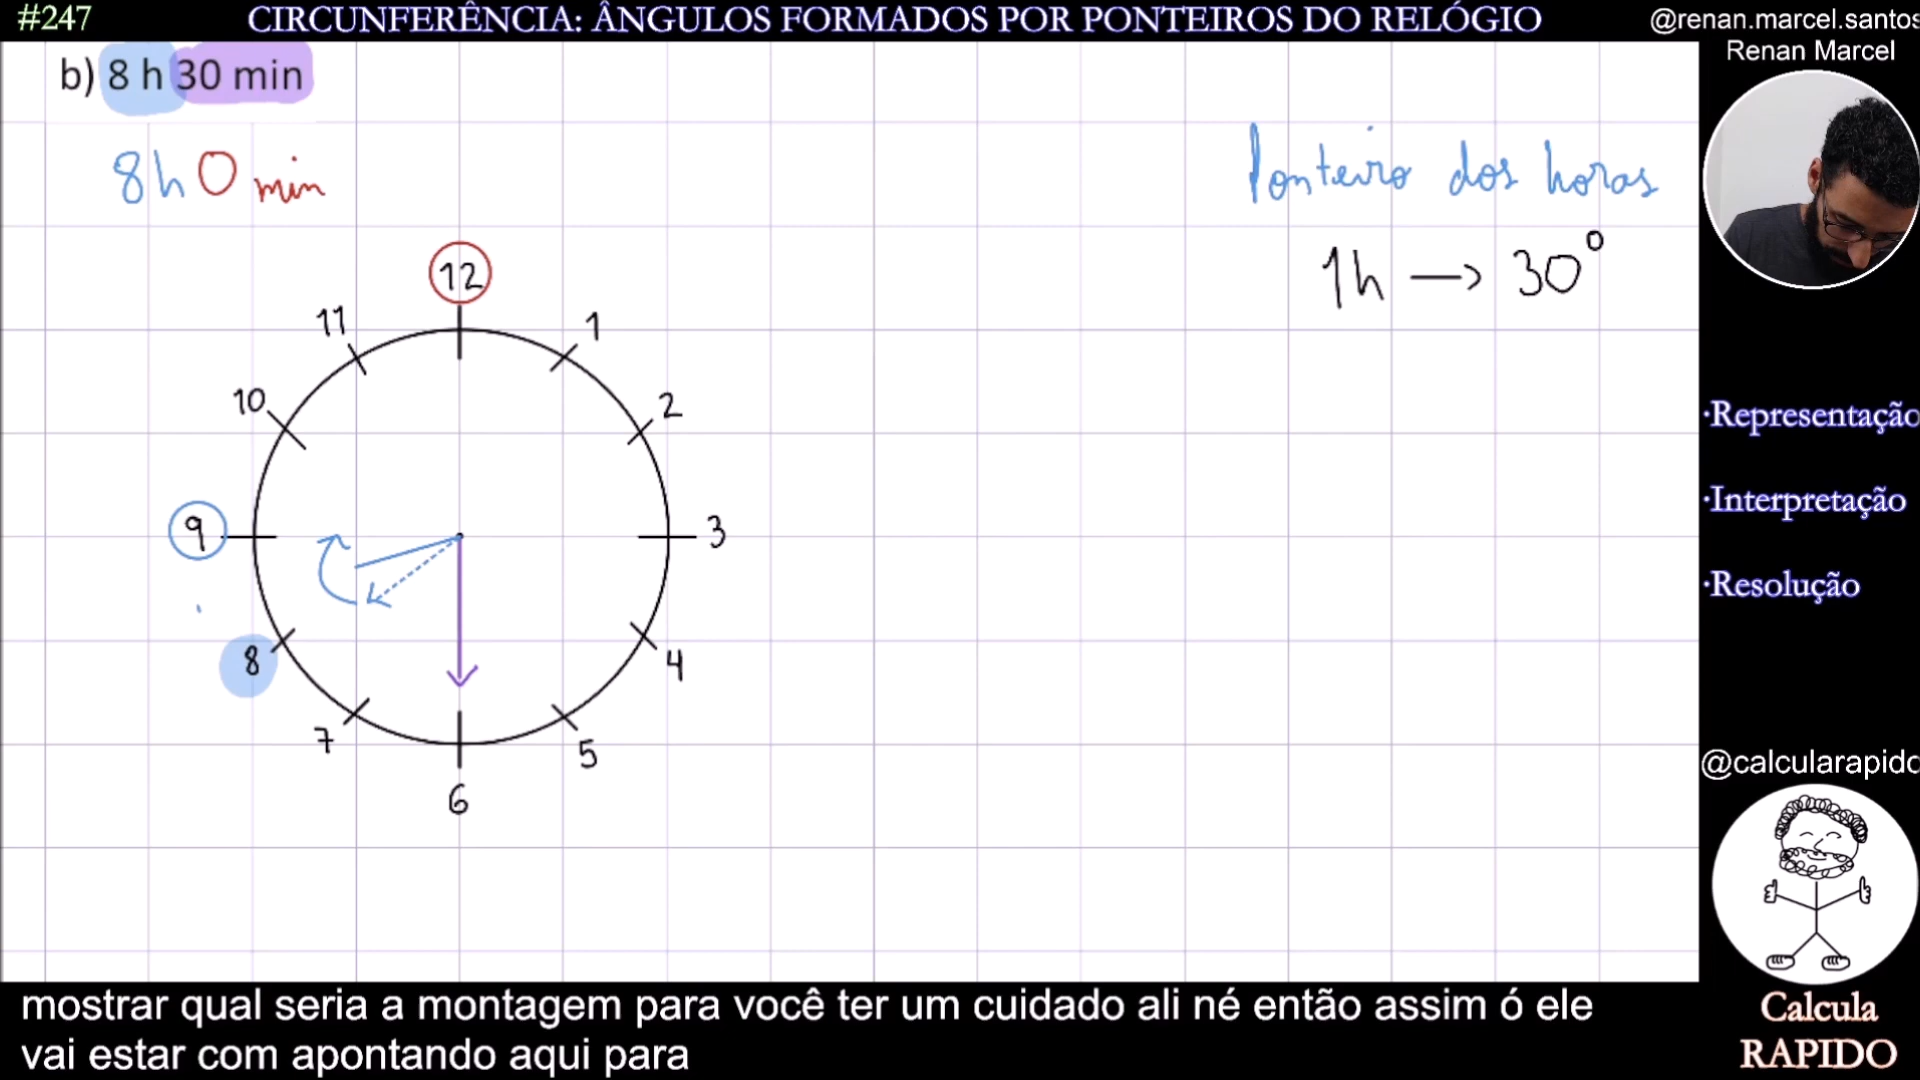 #247
CIRCUNFERÊNCIA: ÂNGULOS FORMADOS POR PONTEIROS DO RELÓGIO
@renan.marcel.santos
Renan Marcel
b) 8 h 30 min
8h 0 min
Ponteiro dos horas
1h → 30°
12
11
1
10
2
9
3
8
4
7
5
6
·Representação
·Interpretação
·Resolução
@calcularapido
Calcula
RAPIDO
mostrar qual seria a montagem para você ter um cuidado ali né então assim ó ele
vai estar com apontando aqui para